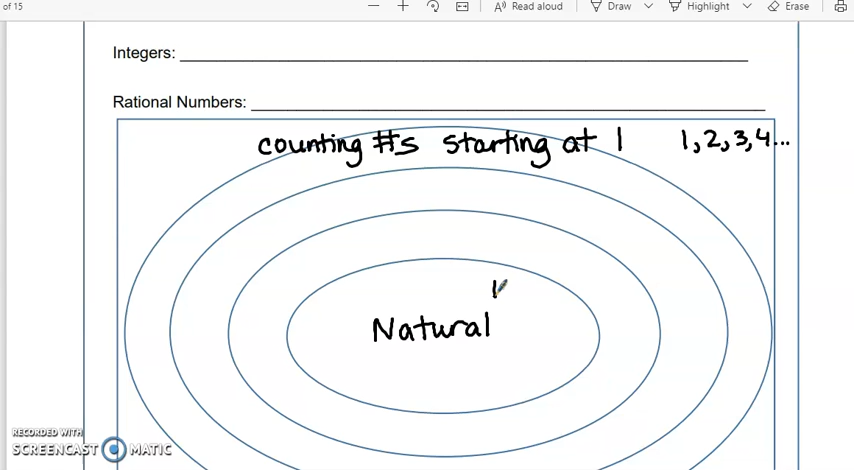 of 15
Read aloud Draw Highlight Erase
Integers:
Rational Numbers:
counting #s starting at 1 1, 2, 3, 4...
1
Natural
RECORDED WITH
SCREENCAST MATIC